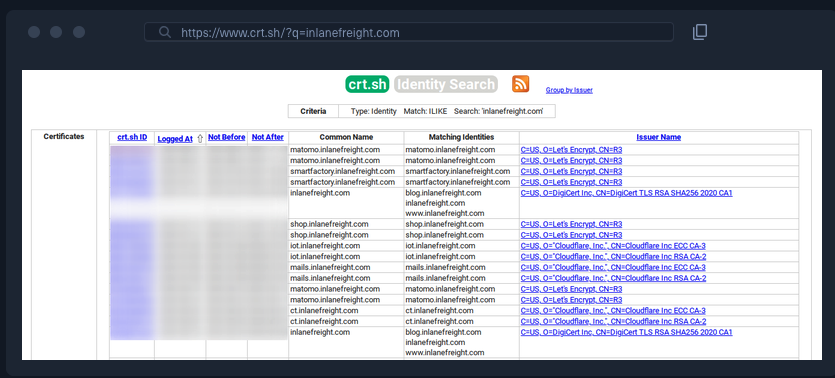 https://www.crt.sh/?q=inlanefreight.com
crt.sh Identity Search Group by Issuer
Criteria Type: Identity Match: ILIKE Search: 'inlanefreight.com'
Certificates crt.sh ID Logged At ⇧ Not Before Not After Common Name Matching Identities Issuer Name
matomo.inlanefreight.com matomo.inlanefreight.com C=US, O=Let's Encrypt, CN=R3
matomo.inlanefreight.com matomo.inlanefreight.com C=US, O=Let's Encrypt, CN=R3
smartfactory.inlanefreight.com smartfactory.inlanefreight.com C=US, O=Let's Encrypt, CN=R3
smartfactory.inlanefreight.com smartfactory.inlanefreight.com C=US, O=Let's Encrypt, CN=R3
inlanefreight.com blog.inlanefreight.com C=US, O=DigiCert Inc, CN=DigiCert TLS RSA SHA256 2020 CA1
inlanefreight.com
www.inlanefreight.com
shop.inlanefreight.com shop.inlanefreight.com C=US, O=Let's Encrypt, CN=R3
shop.inlanefreight.com shop.inlanefreight.com C=US, O=Let's Encrypt, CN=R3
iot.inlanefreight.com iot.inlanefreight.com C=US, O="Cloudflare, Inc.", CN=Cloudflare Inc ECC CA-3
iot.inlanefreight.com iot.inlanefreight.com C=US, O="Cloudflare, Inc.", CN=Cloudflare Inc RSA CA-2
mails.inlanefreight.com mails.inlanefreight.com C=US, O="Cloudflare, Inc.", CN=Cloudflare Inc ECC CA-3
mails.inlanefreight.com mails.inlanefreight.com C=US, O="Cloudflare, Inc.", CN=Cloudflare Inc RSA CA-2
matomo.inlanefreight.com matomo.inlanefreight.com C=US, O=Let's Encrypt, CN=R3
matomo.inlanefreight.com matomo.inlanefreight.com C=US, O=Let's Encrypt, CN=R3
ct.inlanefreight.com ct.inlanefreight.com C=US, O="Cloudflare, Inc.", CN=Cloudflare Inc ECC CA-3
ct.inlanefreight.com ct.inlanefreight.com C=US, O="Cloudflare, Inc.", CN=Cloudflare Inc RSA CA-2
inlanefreight.com blog.inlanefreight.com C=US, O=DigiCert Inc, CN=DigiCert TLS RSA SHA256 2020 CA1
inlanefreight.com
www.inlanefreight.com